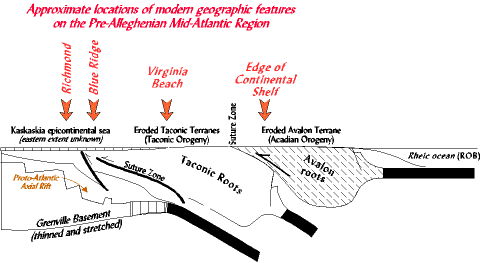 Approximate locations of modern geographic features
on the Pre-Alleghenian Mid-Atlantic Region
Richmond
Blue Ridge
Virginia
Beach
Edge of
Continental
Shelf
Kaskaskia epicontinental sea
(eastern extent unknown)
Eroded Taconic Terranes
(Taconic Orogeny)
Suture Zone
Eroded Avalon Terrane
(Acadian Orogeny)
Proto-Atlantic
Axial Rift
Suture Zone
Taconic Roots
Avalon
roots
Rheic ocean (ROB)
Grenville Basement
(thinned and stretched)